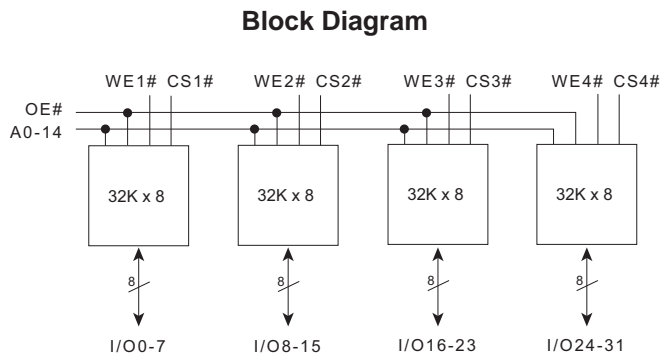 Block Diagram
WE1# CS1# WE2# CS2# WE3# CS3# WE4# CS4#
OE#
A0-14
32K x 8 32K x 8 32K x 8 32K x 8
8 8 8 8
I/O0-7 I/O8-15 I/O16-23 I/O24-31